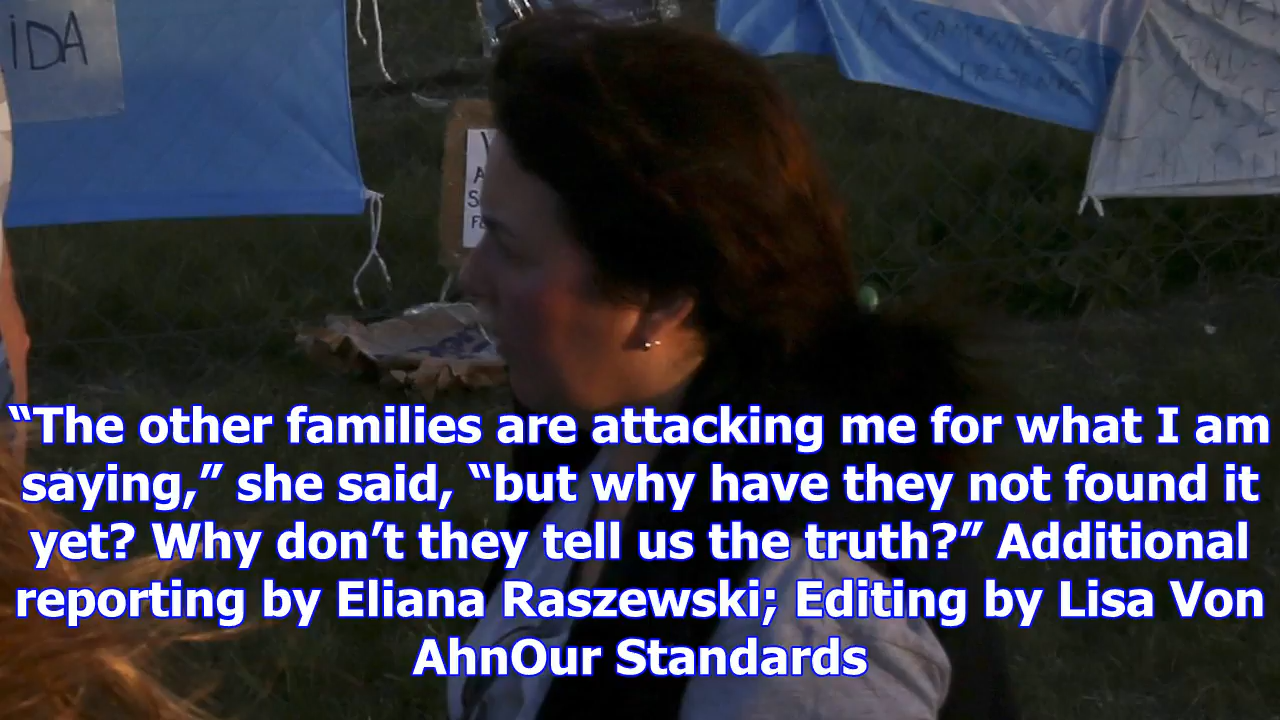 IDA
SAMANIEGO
PRESENTE
“The other families are attacking me for what I am
saying,” she said, “but why have they not found it
yet? Why don’t they tell us the truth?” Additional
reporting by Eliana Raszewski; Editing by Lisa Von
AhnOur Standards